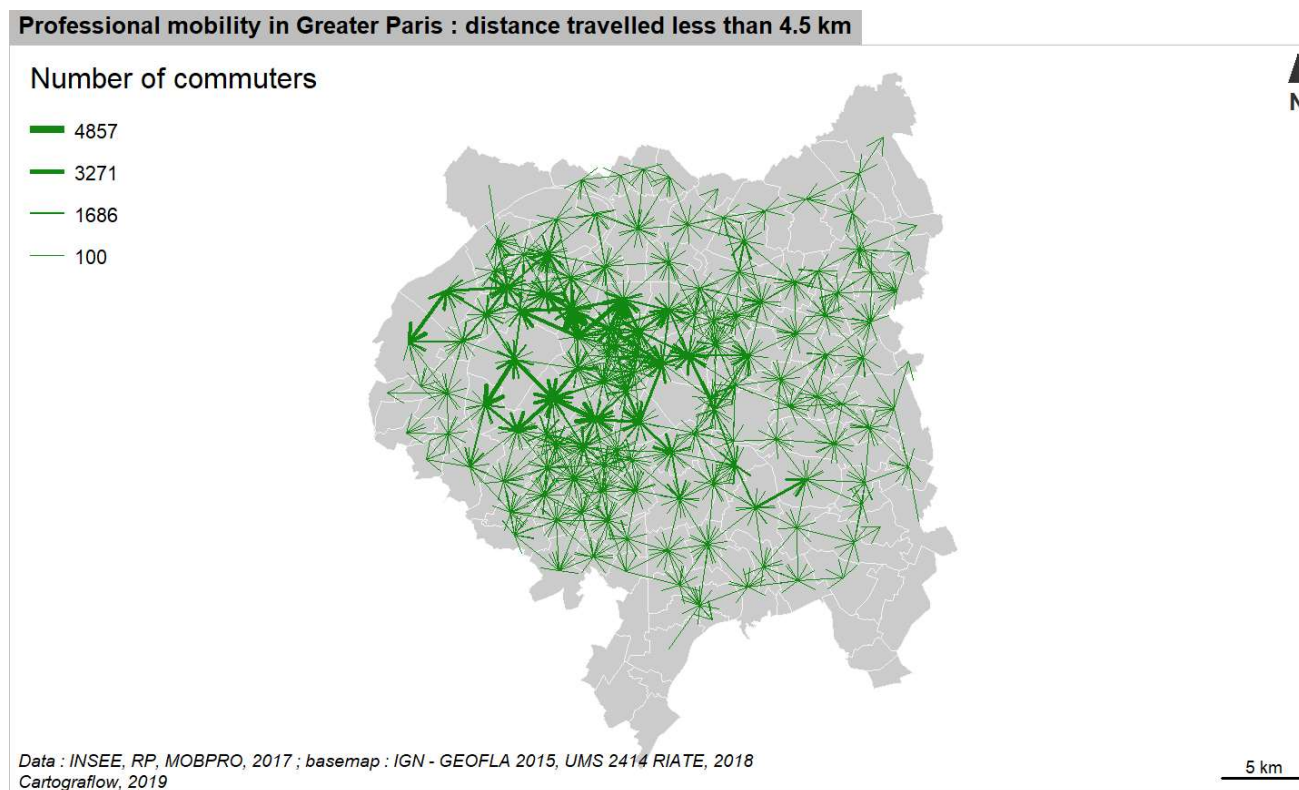 Professional mobility in Greater Paris : distance travelled less than 4.5 km
Number of commuters
4857
3271
1686
100
N
Data : INSEE, RP, MOBPRO, 2017 ; basemap : IGN - GEOFLA 2015, UMS 2414 RIATE, 2018
Cartograflow, 2019
5 km